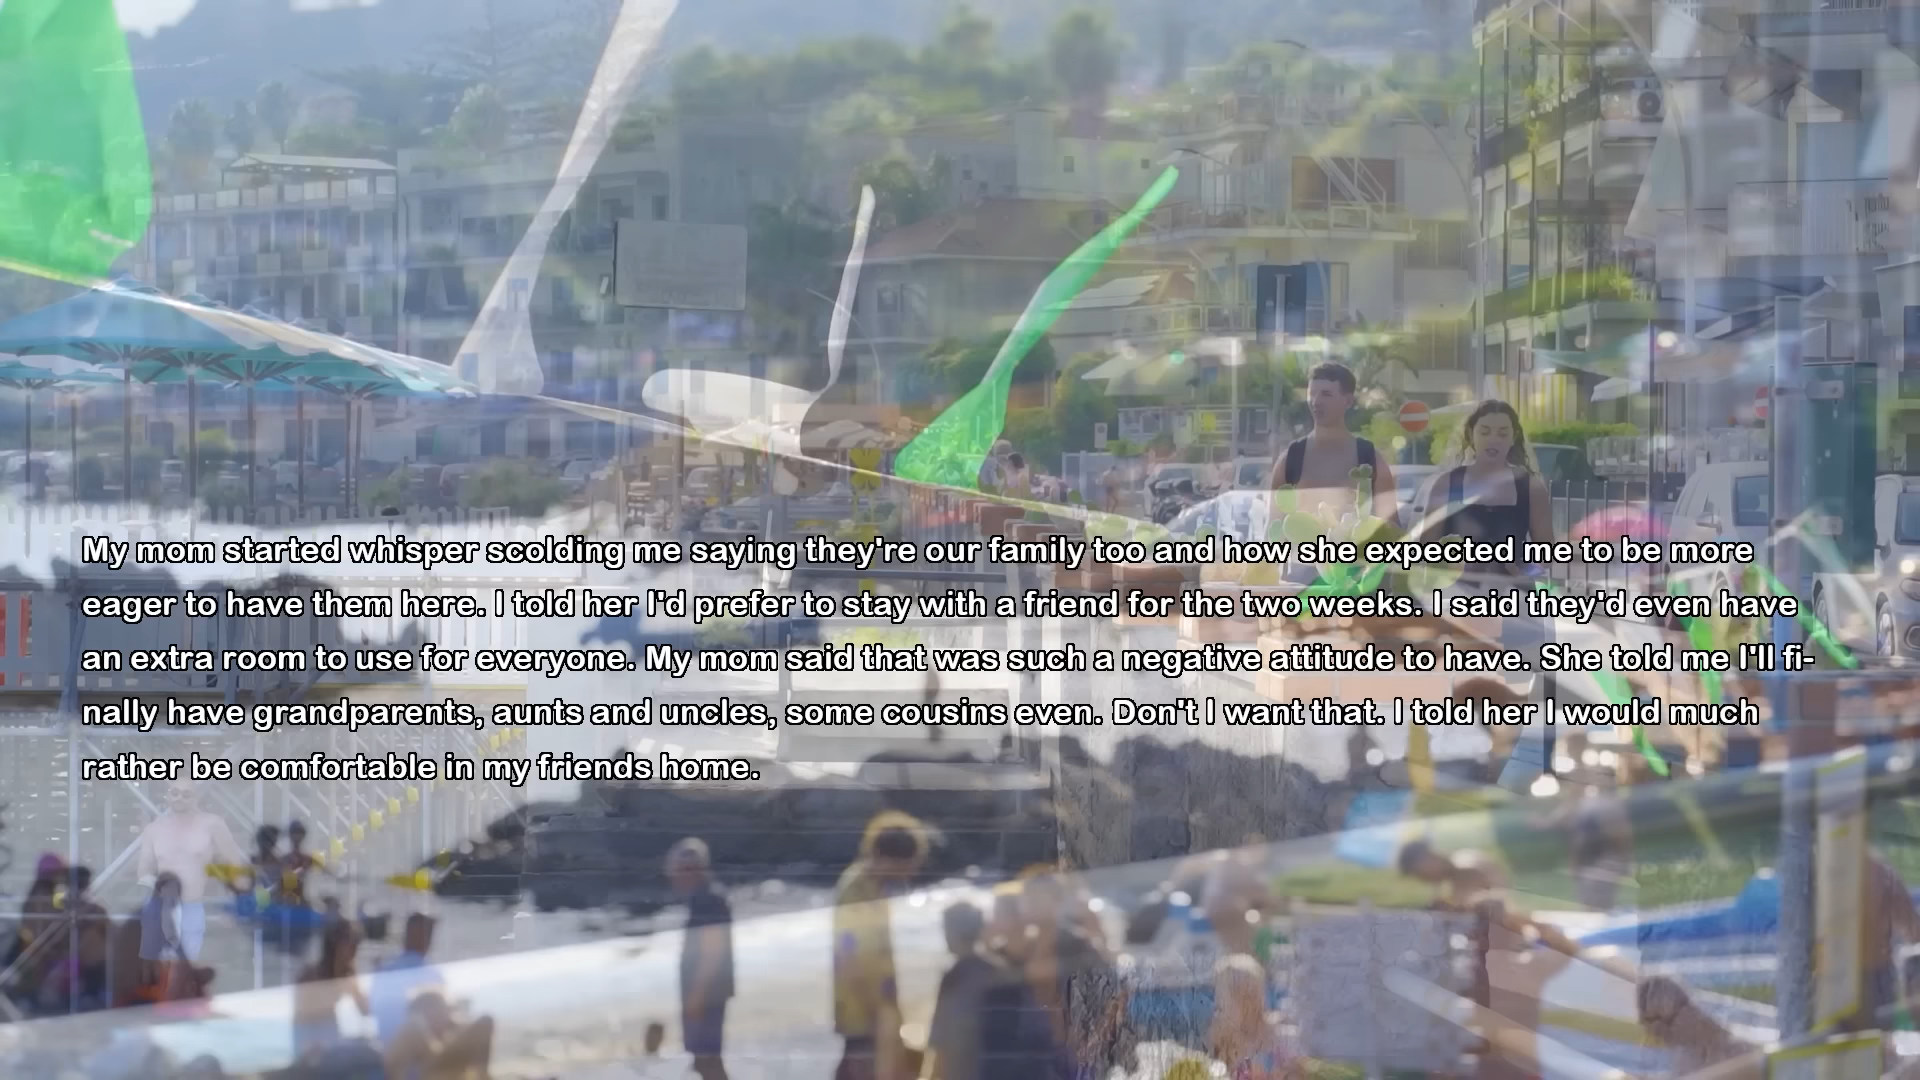 My mom started whisper scolding me saying they're our family too and how she expected me to be more
eager to have them here. I told her I'd prefer to stay with a friend for the two weeks. I said they'd even have
an extra room to use for everyone. My mom said that was such a negative attitude to have. She told me I'll fi-
nally have grandparents, aunts and uncles, some cousins even. Don't I want that. I told her I would much
rather be comfortable in my friends home.